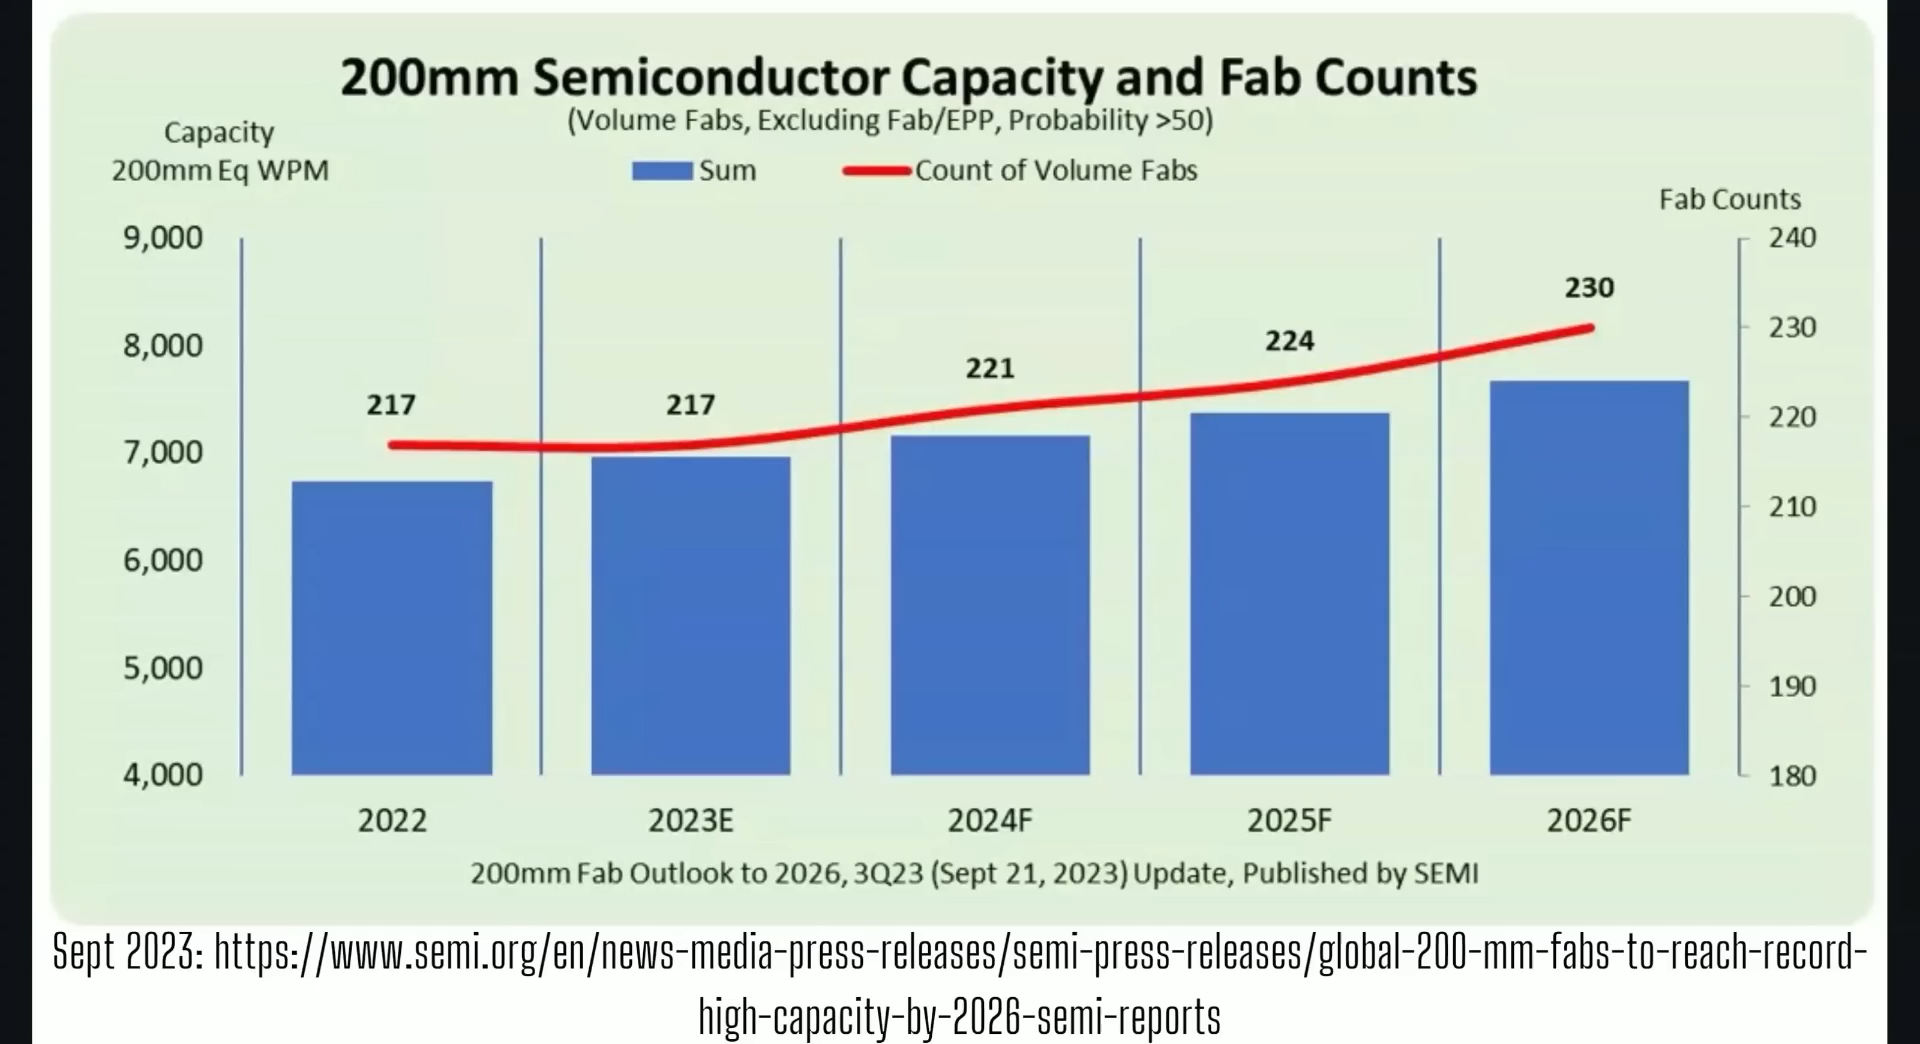 200mm Semiconductor Capacity and Fab Counts
(Volume Fabs, Excluding Fab/EPP, Probability >50)
Capacity
200mm Eq WPM
Sum
Count of Volume Fabs
Fab Counts
9,000
8,000
7,000
6,000
5,000
4,000
217
217
221
224
230
240
230
220
210
200
190
180
2022
2023E
2024F
2025F
2026F
200mm Fab Outlook to 2026, 3Q23 (Sept 21, 2023) Update, Published by SEMI
Sept 2023: https://www.semi.org/en/news-media-press-releases/semi-press-releases/global-200-mm-fabs-to-reach-record-
high-capacity-by-2026-semi-reports